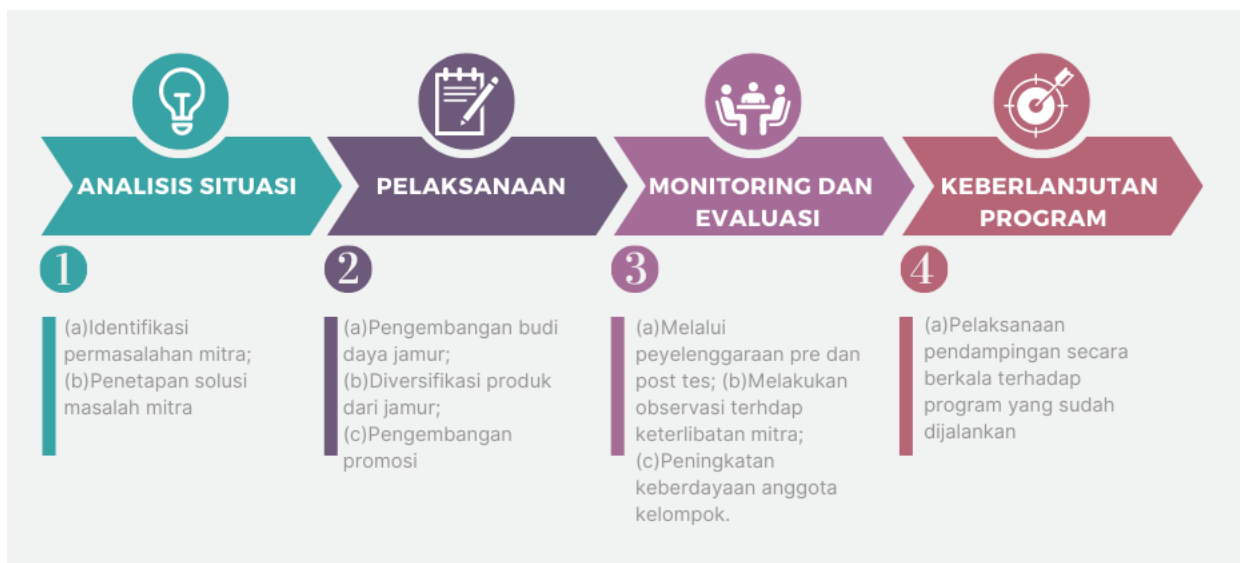 ANALISIS SITUASI
1
(a)Identifikasi
permasalahan mitra;
(b)Penetapan solusi
masalah mitra
PELAKSANAAN
2
(a)Pengembangan budi
daya jamur;
(b)Diversifikasi produk
dari jamur;
(c)Pengembangan
promosi
MONITORING DAN
EVALUASI
3
(a)Melalui
peyelenggaraan pre dan
post tes; (b)Melakukan
observasi terhdap
keterlibatan mitra;
(c)Peningkatan
keberdayaan anggota
kelompok.
KEBERLANJUTAN
PROGRAM
4
(a)Pelaksanaan
pendampingan secara
berkala terhadap
program yang sudah
dijalankan